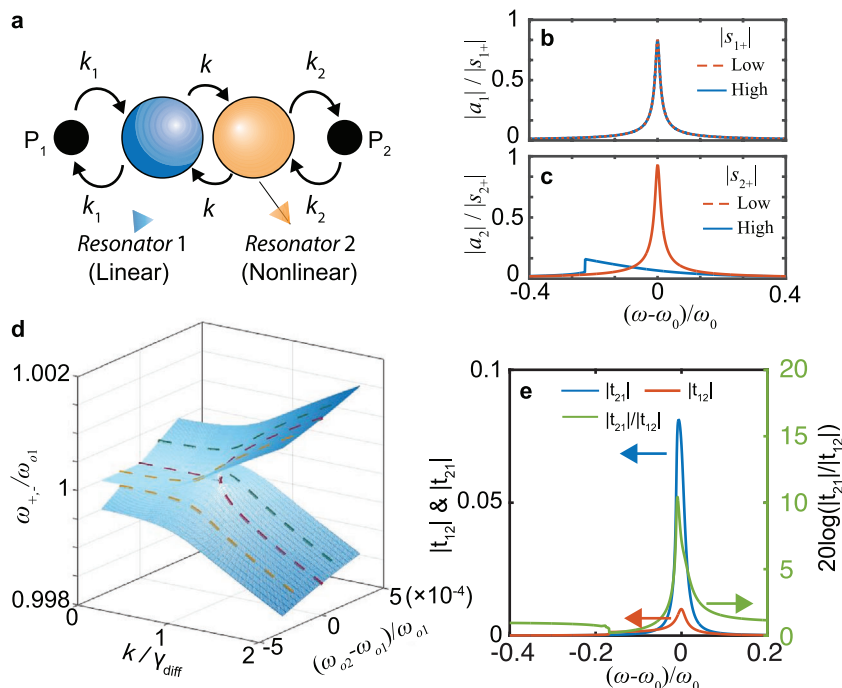 a
k₁ k k₂
P₁ P₂
k₁ k k₂
Resonator 1 Resonator 2
(Linear) (Nonlinear)
b
|a₁| / |s₁₊|
1
0.5
0
|s₁₊|
Low
High
c
|a₂| / |s₂₊|
1
0.5
0
|s₂₊|
Low
High
-0.4 0 0.4
(ω-ω₀)/ω₀
d
ω₊,₋/ωₒ₁
1.002
1
0.998
0 1 2
k / γdiff
-5 0 5 (×10⁻⁴)
(ωₒ₂-ωₒ₁)/ωₒ₁
e
|t₂₁| |t₁₂|
|t₂₁|/|t₁₂|
|t₁₂| & |t₂₁|
0.1
0.05
0
20log(|t₂₁|/|t₁₂|)
20
15
10
5
0
-0.4 -0.2 0 0.2
(ω-ω₀)/ω₀